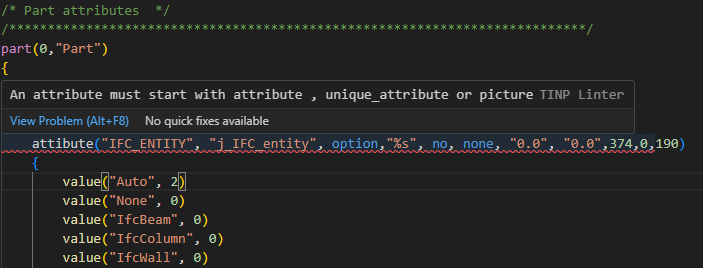 /* Part attributes  */
/*****************************************************************************/
part(0,"Part")
{
An attribute must start with attribute , unique_attribute or picture TINP Linter
View Problem (Alt+F8) No quick fixes available
attibute("IFC_ENTITY", "j_IFC_entity", option,"%s", no, none, "0.0", "0.0",374,0,190)
{
value("Auto", 2)
value("None", 0)
value("IfcBeam", 0)
value("IfcColumn", 0)
value("IfcWall", 0)